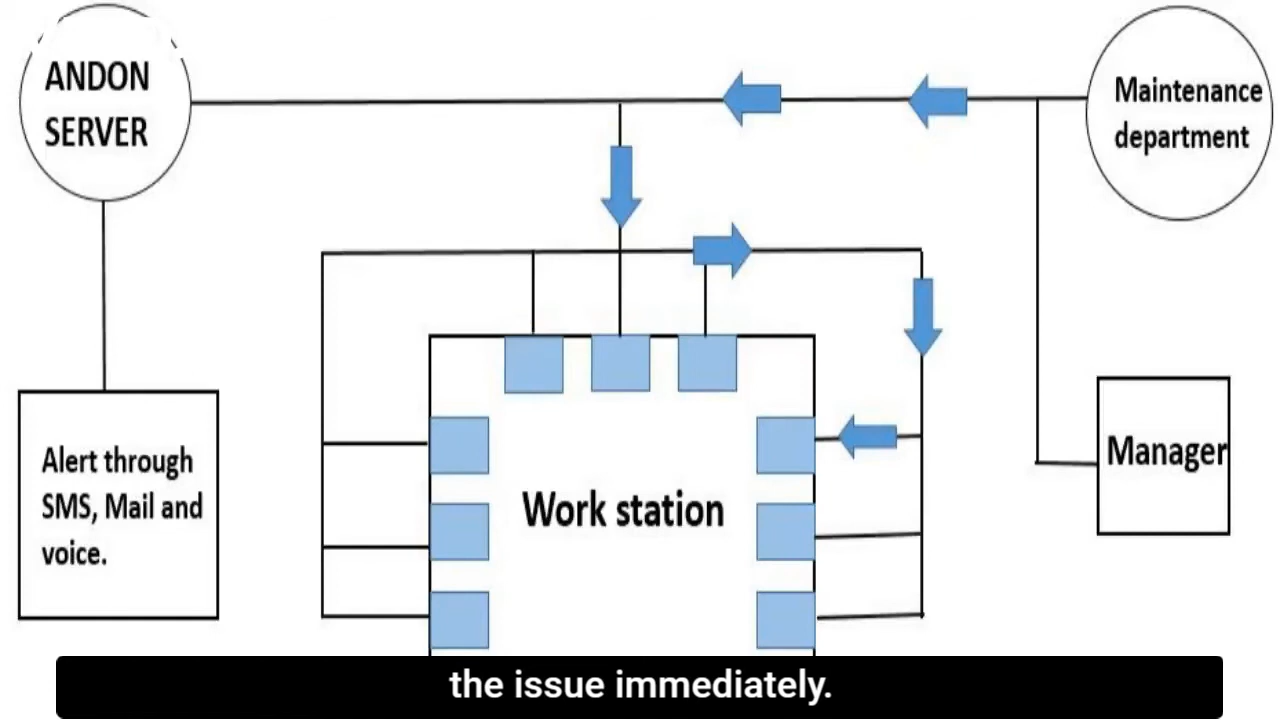 ANDON
SERVER
Maintenance
department
Alert through
SMS, Mail and
voice.
Work station
Manager
the issue immediately.